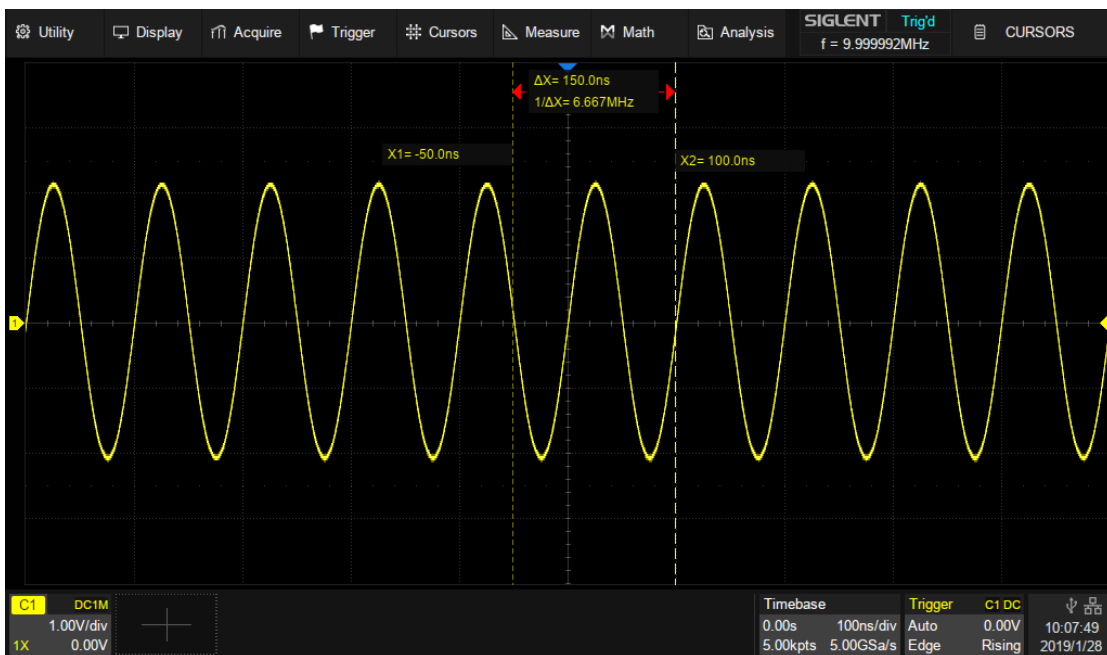 Utility Display Acquire Trigger Cursors Measure Math Analysis SIGLENT Trig'd CURSORS
f = 9.999992MHz
ΔX= 150.0ns
1/ΔX= 6.667MHz
X1= -50.0ns
X2= 100.0ns
1
C1 DC1M
1.00V/div
1X 0.00V
Timebase
0.00s 100ns/div
5.00kpts 5.00GSa/s
Trigger C1 DC
Auto 0.00V
Edge Rising
10:07:49
2019/1/28